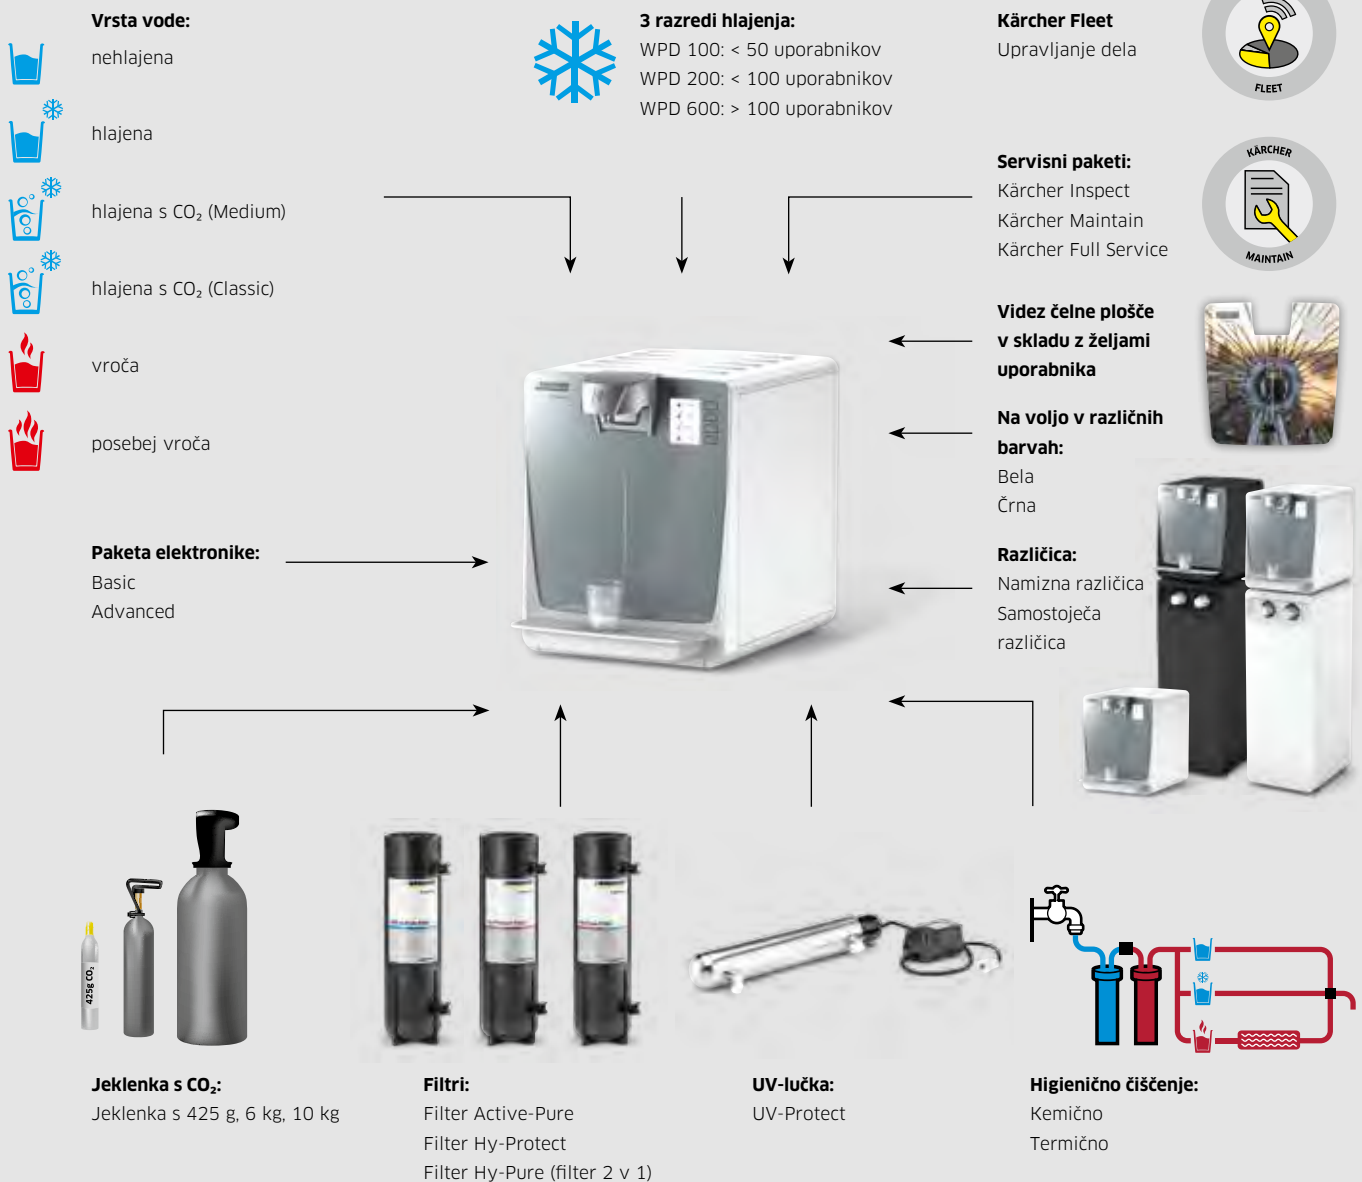 Vrsta vode:
nehlajena
hlajena
hlajena s CO₂ (Medium)
hlajena s CO₂ (Classic)
vroča
posebej vroča
3 razredi hlajenja:
WPD 100: < 50 uporabnikov
WPD 200: < 100 uporabnikov
WPD 600: > 100 uporabnikov
Kärcher Fleet
Upravljanje dela
FLEET
Servisni paketi:
Kärcher Inspect
Kärcher Maintain
Kärcher Full Service
KÄRCHER
MAINTAIN
Videz čelne plošče
v skladu z željami
uporabnika
Na voljo v različnih
barvah:
Bela
Črna
Paketa elektronike:
Basic
Advanced
Različica:
Namizna različica
Samostoječa
različica
425g CO₂
Jeklenka s CO₂:
Jeklenka s 425 g, 6 kg, 10 kg
Filtri:
Filter Active-Pure
Filter Hy-Protect
Filter Hy-Pure (filter 2 v 1)
UV-lučka:
UV-Protect
Higienično čiščenje:
Kemično
Termično